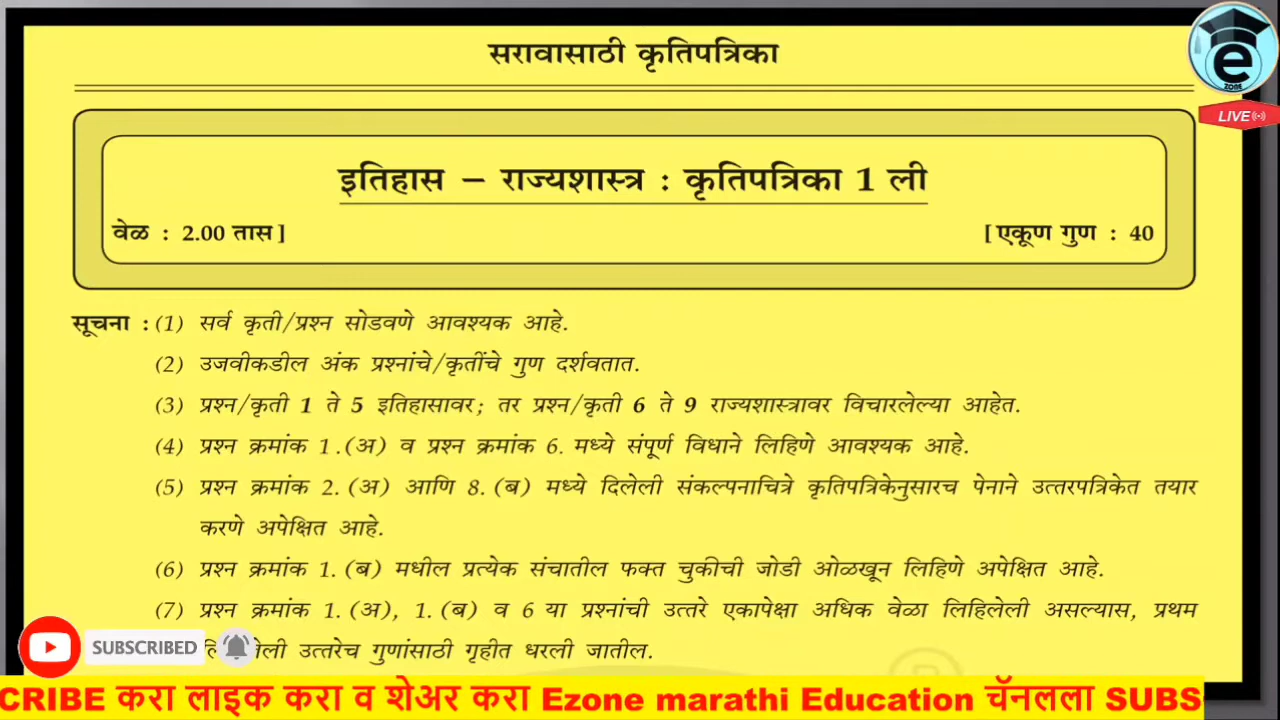 सरावासाठी कृतिपत्रिका
e
ZONE
LIVE
इतिहास – राज्यशास्त्र : कृतिपत्रिका 1 ली
वेळ : 2.00 तास ]
[ एकूण गुण : 40
सूचना : (1) सर्व कृती/प्रश्न सोडवणे आवश्यक आहे.
(2) उजवीकडील अंक प्रश्नांचे/कृतींचे गुण दर्शवतात.
(3) प्रश्न/कृती 1 ते 5 इतिहासावर; तर प्रश्न/कृती 6 ते 9 राज्यशास्त्रावर विचारलेल्या आहेत.
(4) प्रश्न क्रमांक 1.(अ) व प्रश्न क्रमांक 6. मध्ये संपूर्ण विधाने लिहिणे आवश्यक आहे.
(5) प्रश्न क्रमांक 2. (अ) आणि 8. (ब) मध्ये दिलेली संकल्पनाचित्रे कृतिपत्रिकेनुसारच पेनाने उत्तरपत्रिकेत तयार
करणे अपेक्षित आहे.
(6) प्रश्न क्रमांक 1. (ब) मधील प्रत्येक संचातील फक्त चुकीची जोडी ओळखून लिहिणे अपेक्षित आहे.
(7) प्रश्न क्रमांक 1. (अ), 1. (ब) व 6 या प्रश्नांची उत्तरे एकापेक्षा अधिक वेळा लिहिलेली असल्यास, प्रथम
उत्तरेच गुणांसाठी गृहीत धरली जातील.
SUBSCRIBED
CRIBE करा लाइक करा व शेअर करा Ezone marathi Education चॅनलला SUBS